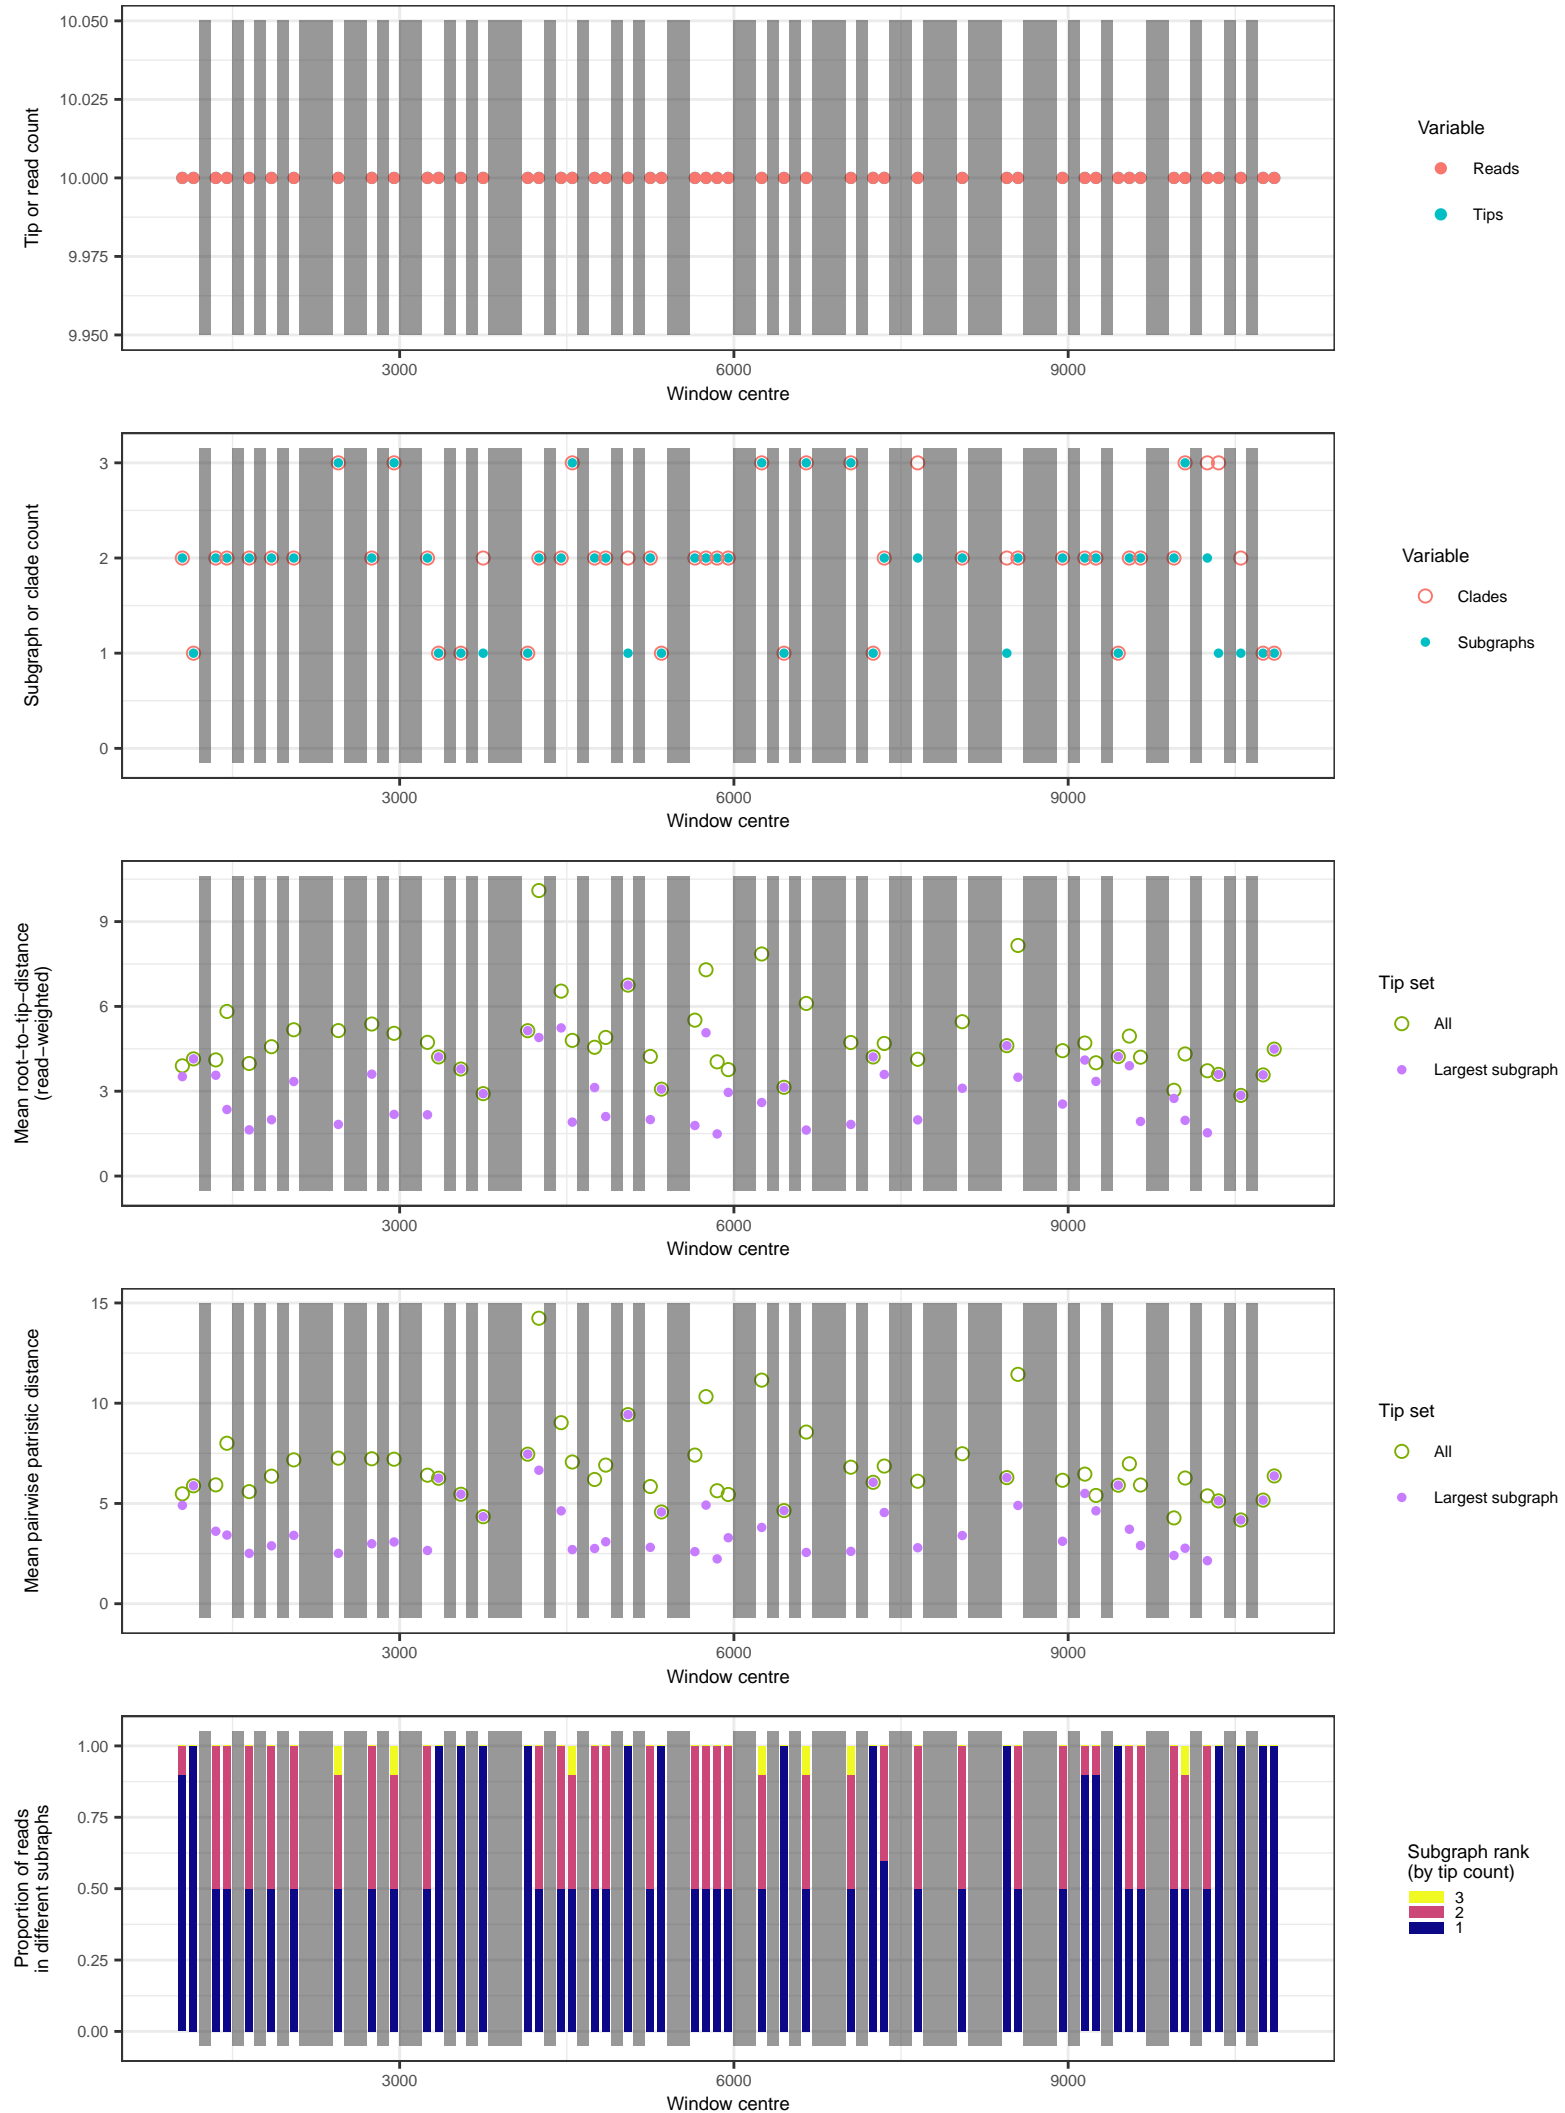 10.050
10.025
10.000
9.975
9.950
Tip or read count
3000
6000
9000
Window centre
Variable
Reads
Tips
3
2
1
0
Subgraph or clade count
3000
6000
9000
Window centre
Variable
Clades
Subgraphs
9
6
3
0
Mean root−to−tip−distance
(read−weighted)
3000
6000
9000
Window centre
Tip set
All
Largest subgraph
15
10
5
0
Mean pairwise patristic distance
3000
6000
9000
Window centre
Tip set
All
Largest subgraph
1.00
0.75
0.50
0.25
0.00
Proportion of reads
in different subraphs
3000
6000
9000
Window centre
Subgraph rank
(by tip count)
3
2
1